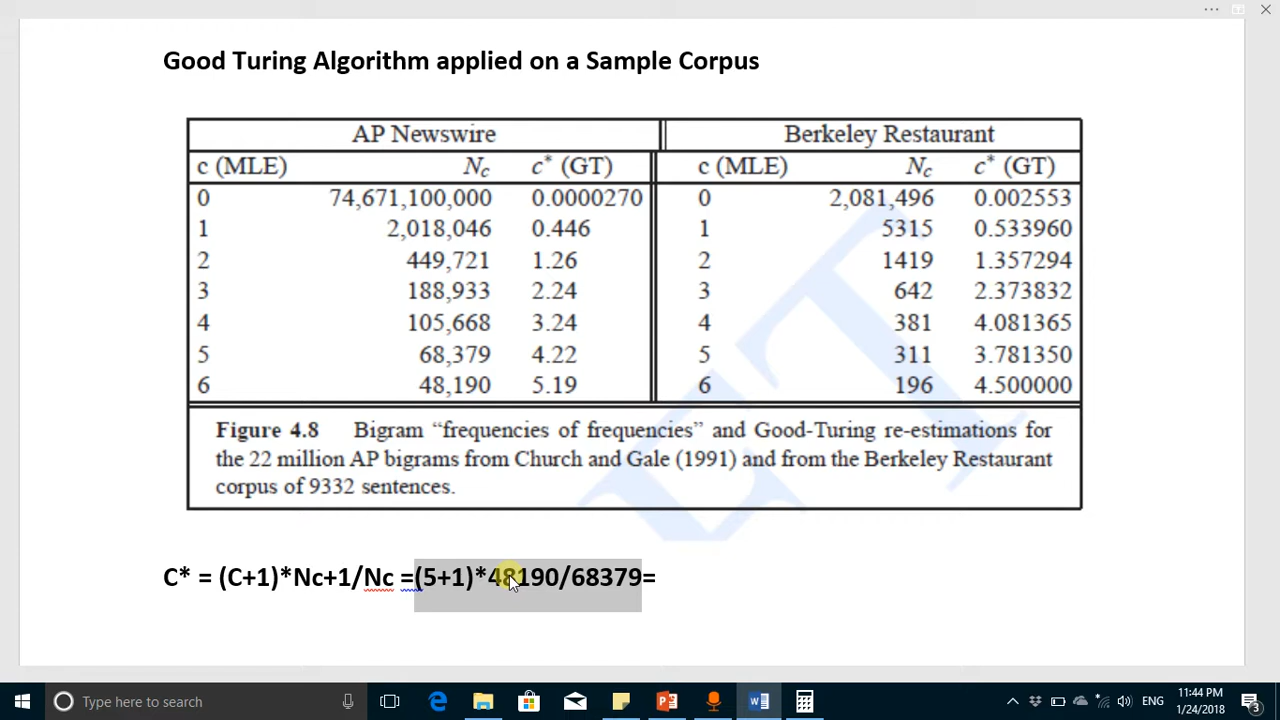 Good Turing Algorithm applied on a Sample Corpus
AP Newswire Berkeley Restaurant
c (MLE) Nc c* (GT) c (MLE) Nc c* (GT)
0 74,671,100,000 0.0000270 0 2,081,496 0.002553
1 2,018,046 0.446 1 5315 0.533960
2 449,721 1.26 2 1419 1.357294
3 188,933 2.24 3 642 2.373832
4 105,668 3.24 4 381 4.081365
5 68,379 4.22 5 311 3.781350
6 48,190 5.19 6 196 4.500000
Figure 4.8 Bigram “frequencies of frequencies” and Good-Turing re-estimations for
the 22 million AP bigrams from Church and Gale (1991) and from the Berkeley Restaurant
corpus of 9332 sentences.
C* = (C+1)*Nc+1/Nc =(5+1)*48190/68379=
Type here to search
ENG
11:44 PM
1/24/2018
3